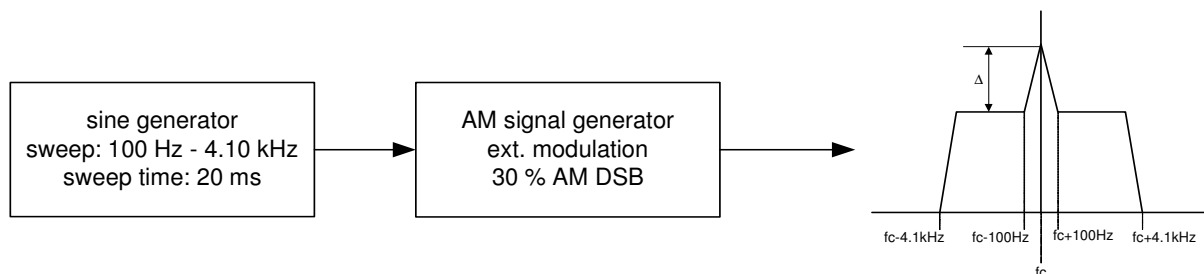 sine generator
sweep: 100 Hz - 4.10 kHz
sweep time: 20 ms
AM signal generator
ext. modulation
30 % AM DSB
Δ
fc-4.1kHz
fc-100Hz
fc+100Hz
fc+4.1kHz
fc